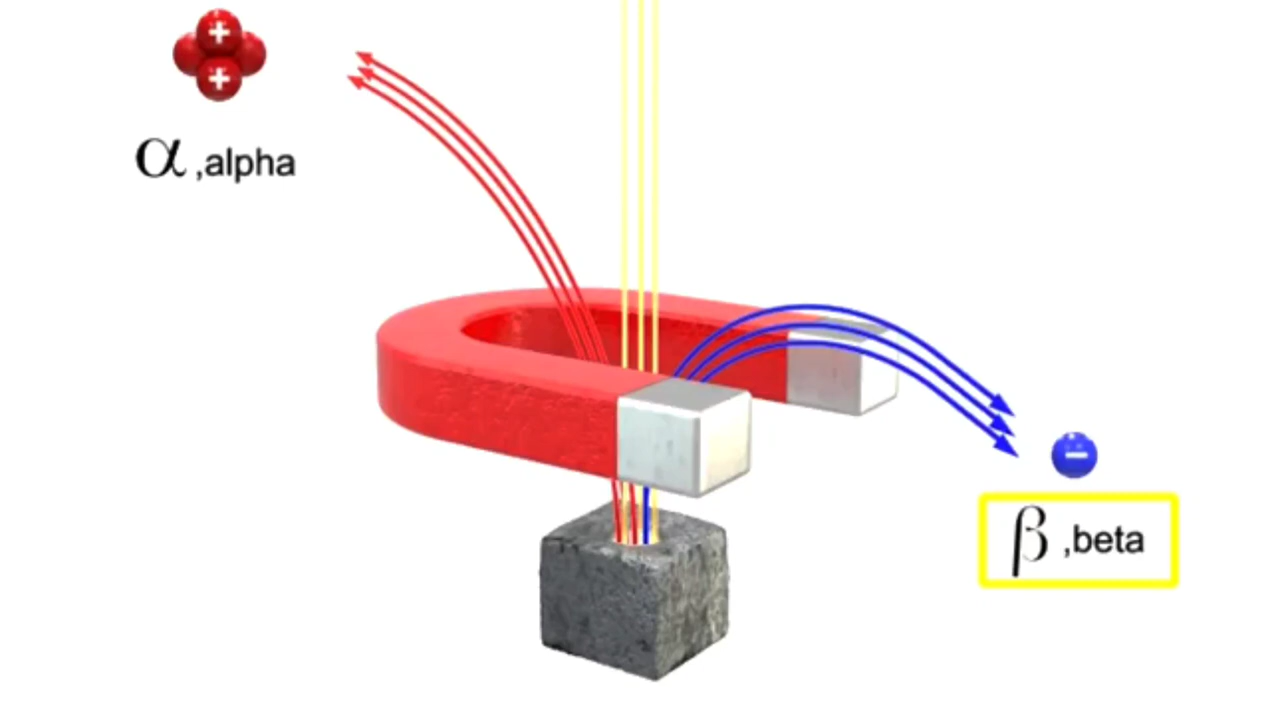 +
+
α ,alpha
−
β ,beta